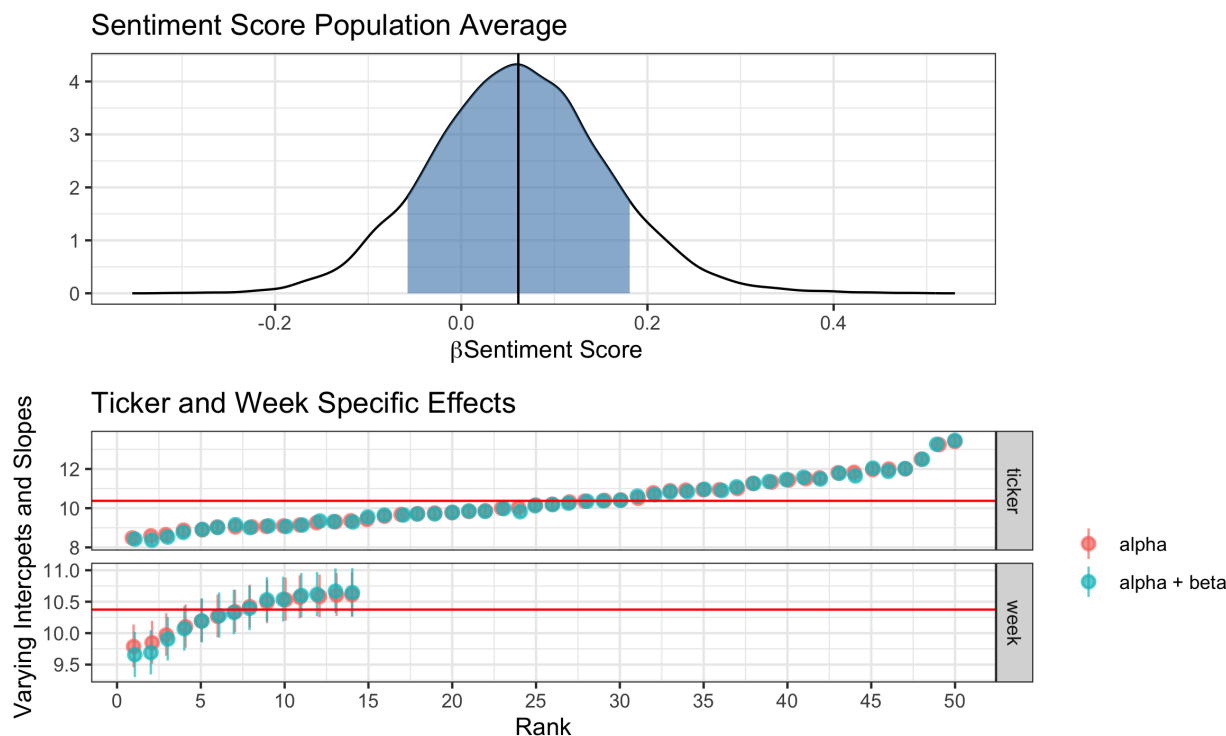 Sentiment Score Population Average
4
3
2
1
0
-0.2 0.0 0.2 0.4
βSentiment Score
Ticker and Week Specific Effects
Varying Intercpets and Slopes
12
10
8
ticker
11.0
10.5
10.0
9.5
week
0 5 10 15 20 25 30 35 40 45 50
Rank
alpha
alpha + beta